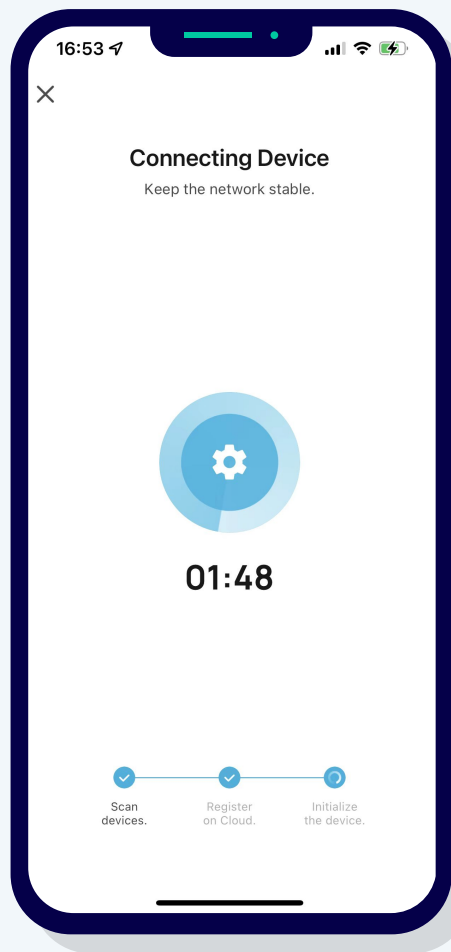 16:53
Connecting Device
Keep the network stable.
01:48
Scan
devices.
Register
on Cloud.
Initialize
the device.